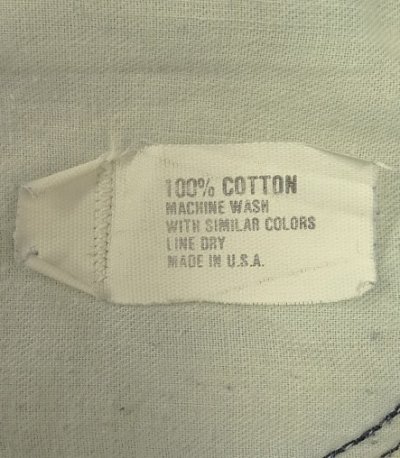 100% COTTON
MACHINE WASH
WITH SIMILAR COLORS
LINE DRY
MADE IN U.S.A.